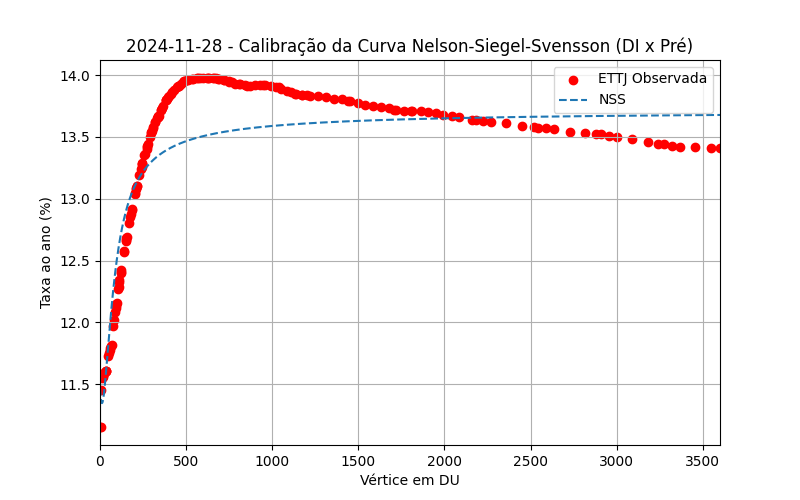 2024-11-28 - Calibração da Curva Nelson-Siegel-Svensson (DI x Pré)
ETTJ Observada
NSS
Taxa ao ano (%)
14.0
13.5
13.0
12.5
12.0
11.5
0 500 1000 1500 2000 2500 3000 3500
Vértice em DU